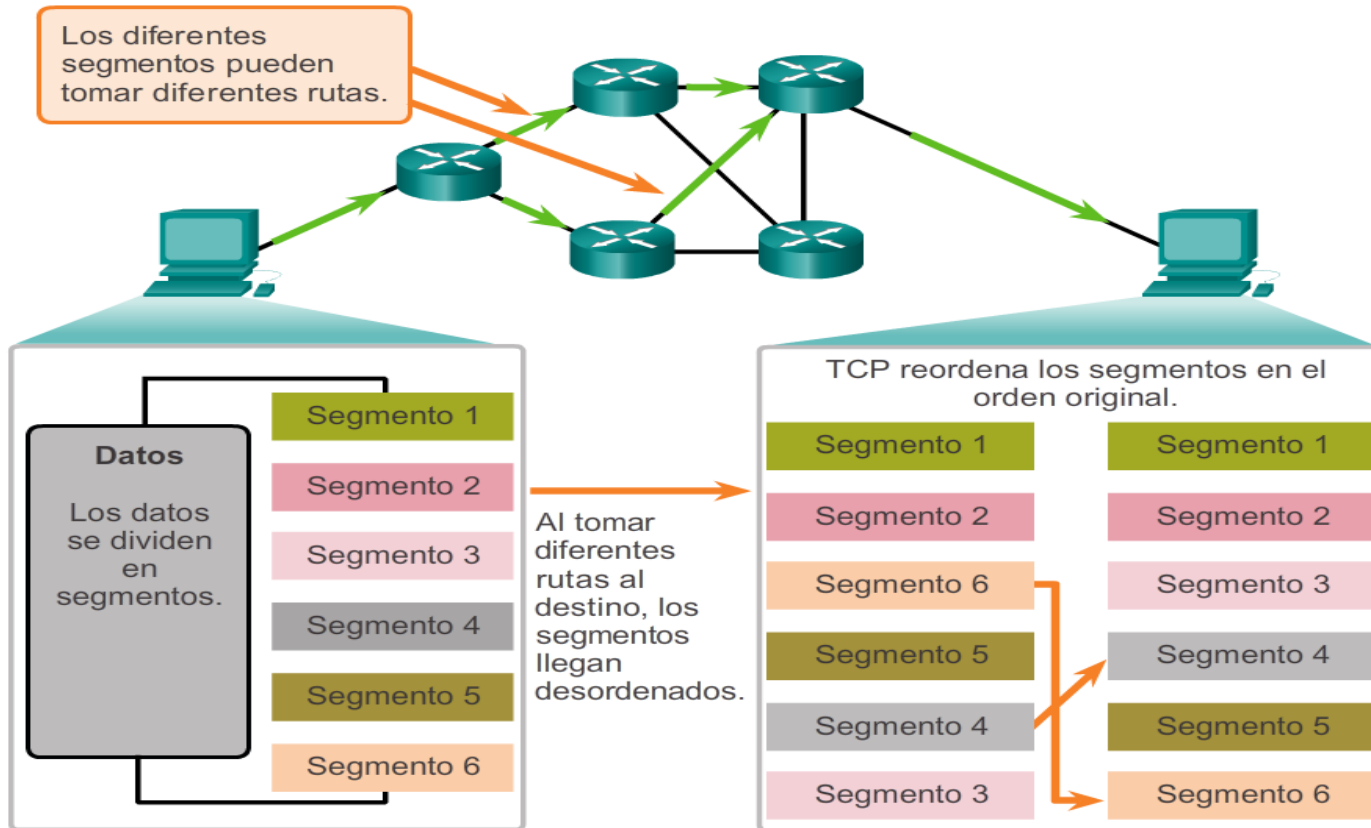 Los diferentes
segmentos pueden
tomar diferentes rutas.
Datos
Los datos
se dividen
en
segmentos.
Segmento 1
Segmento 2
Segmento 3
Segmento 4
Segmento 5
Segmento 6
Al tomar
diferentes
rutas al
destino, los
segmentos
llegan
desordenados.
TCP reordena los segmentos en el
orden original.
Segmento 1
Segmento 2
Segmento 6
Segmento 5
Segmento 4
Segmento 3
Segmento 1
Segmento 2
Segmento 3
Segmento 4
Segmento 5
Segmento 6